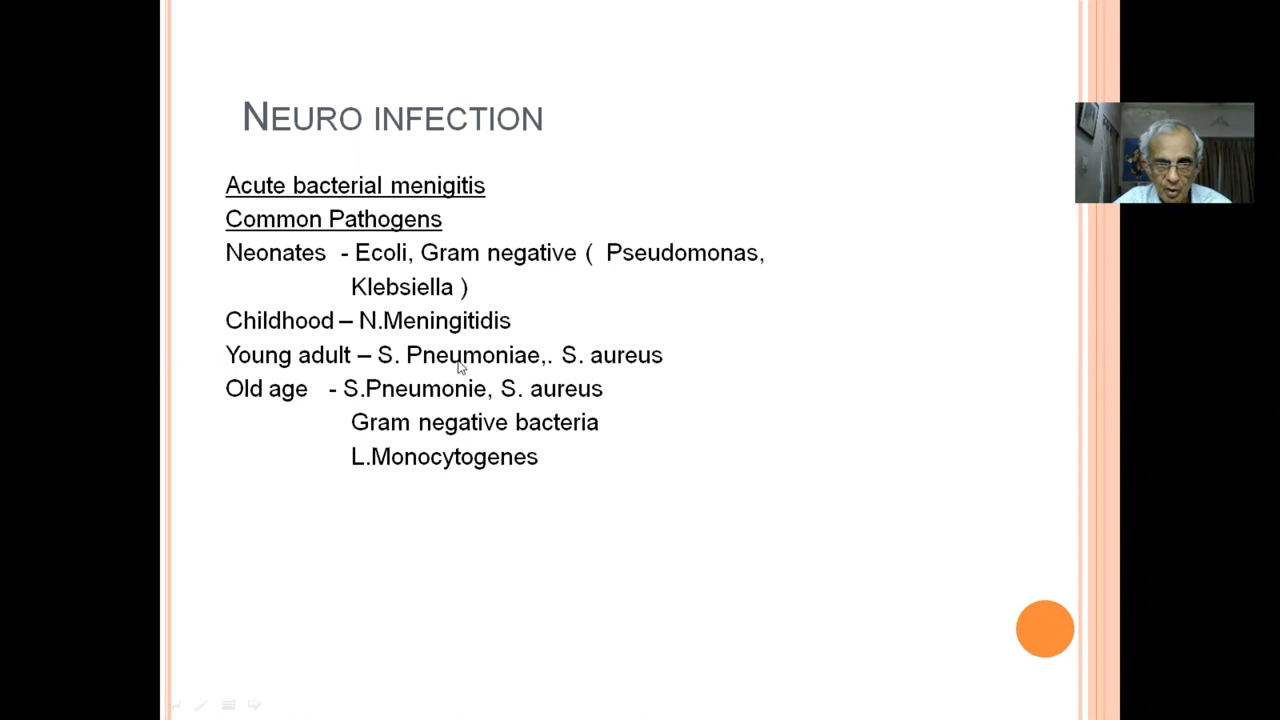 NEURO INFECTION
Acute bacterial menigitis
Common Pathogens
Neonates - Ecoli, Gram negative ( Pseudomonas,
Klebsiella )
Childhood – N.Meningitidis
Young adult – S. Pneumoniae,. S. aureus
Old age - S.Pneumonie, S. aureus
Gram negative bacteria
L.Monocytogenes